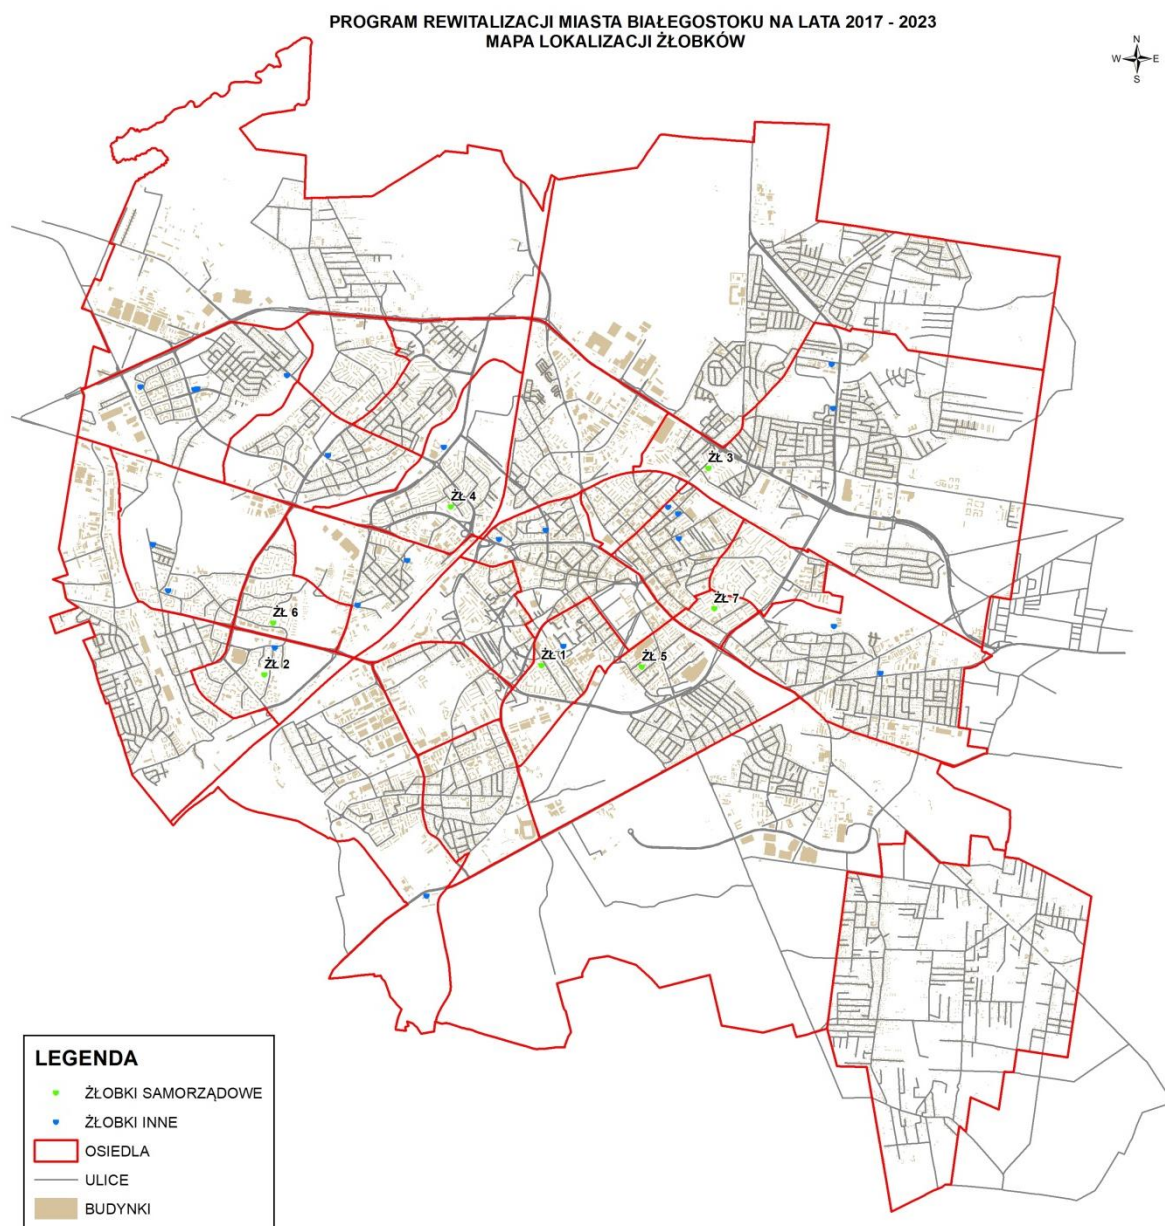 PROGRAM REWITALIZACJI MIASTA BIAŁEGOSTOKU NA LATA 2017 - 2023
MAPA LOKALIZACJI ŻŁOBKÓW
N
W E
S
ŻŁ 3
ŻŁ 4
ŻŁ 7
ŻŁ 6
ŻŁ 1
ŻŁ 5
ŻŁ 2
LEGENDA
ŻŁOBKI SAMORZĄDOWE
ŻŁOBKI INNE
OSIEDLA
ULICE
BUDYNKI